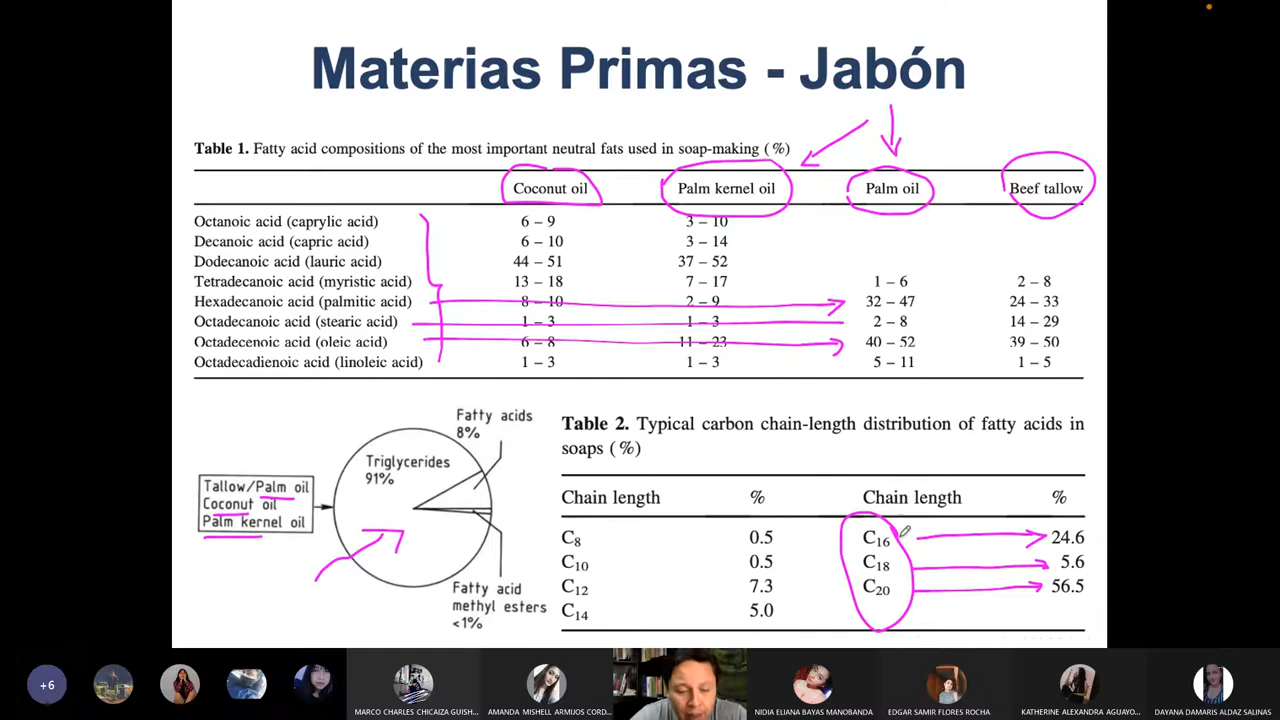 Materias Primas - Jabón
Table 1. Fatty acid compositions of the most important neutral fats used in soap-making (%)
Coconut oil Palm kernel oil Palm oil Beef tallow
Octanoic acid (caprylic acid) 6 – 9 3 – 10
Decanoic acid (capric acid) 6 – 10 3 – 14
Dodecanoic acid (lauric acid) 44 – 51 37 – 52
Tetradecanoic acid (myristic acid) 13 – 18 7 – 17 1 – 6 2 – 8
Hexadecanoic acid (palmitic acid) 8 – 10 2 – 9 32 – 47 24 – 33
Octadecanoic acid (stearic acid) 1 – 3 1 – 3 2 – 8 14 – 29
Octadecenoic acid (oleic acid) 6 – 8 11 – 23 40 – 52 39 – 50
Octadecadienoic acid (linoleic acid) 1 – 3 1 – 3 5 – 11 1 – 5
Tallow/Palm oil
Coconut oil
Palm kernel oil
Triglycerides
91%
Fatty acids
8%
Fatty acid
methyl esters
<1%
Table 2. Typical carbon chain-length distribution of fatty acids in
soaps (%)
Chain length % Chain length %
C8 0.5 C16 24.6
C10 0.5 C18 5.6
C12 7.3 C20 56.5
C14 5.0
+6
MARCO CHARLES CHICAIZA GUISH...
AMANDA MISHELL ARMIJOS CORD...
NIDIA ELIANA BAYAS MANOBANDA
EDGAR SAMIR FLORES ROCHA
KATHERINE ALEXANDRA AGUAYO...
DAYANA DAMARIS ALDAZ SALINAS